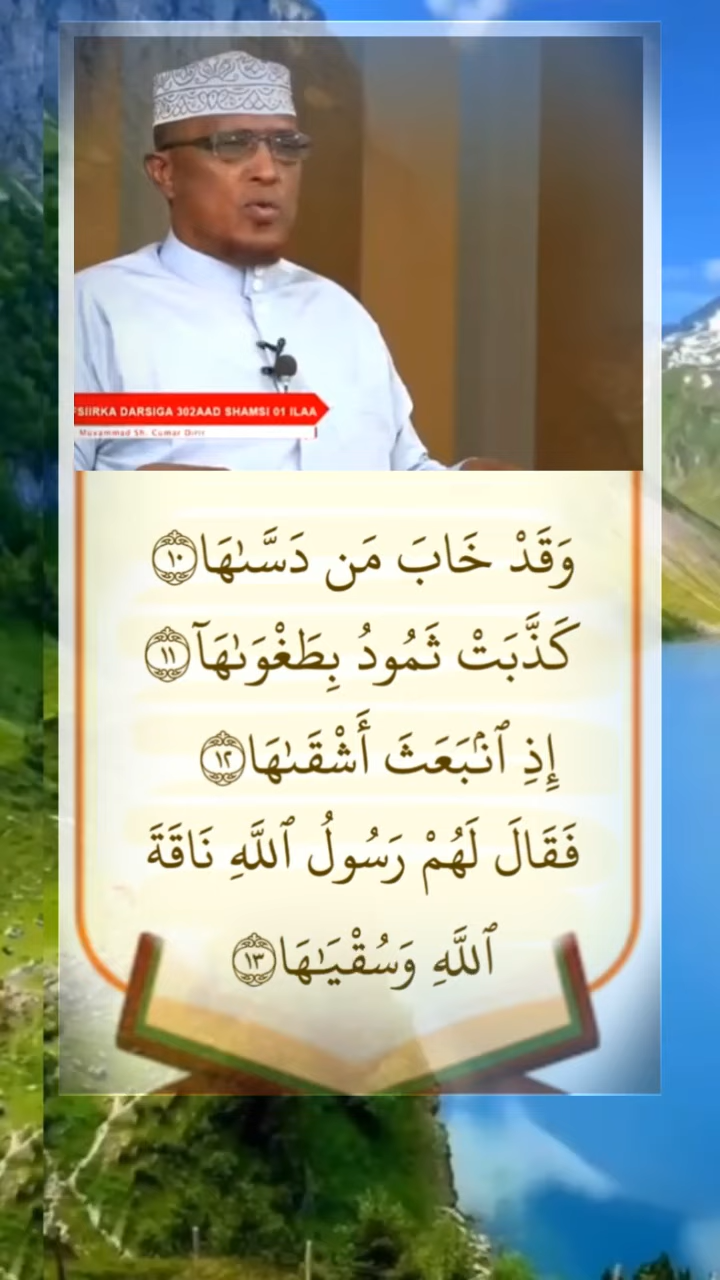 FSIIRKA DARSIGA 302AAD SHAMSI 01 ILAA
Muxammad Sh. Cumar Dirir
وَقَدْ خَابَ مَن دَسَّىٰهَا ١٠
كَذَّبَتْ ثَمُودُ بِطَغْوَىٰهَآ ١١
إِذِ ٱنۢبَعَثَ أَشْقَىٰهَا ١٢
فَقَالَ لَهُمْ رَسُولُ ٱللَّهِ نَاقَةَ
ٱللَّهِ وَسُقْيَـٰهَا ١٣